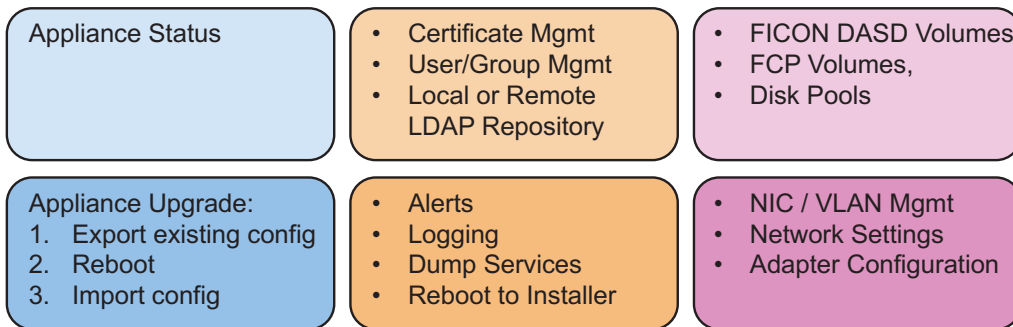 Appliance Status
• Certificate Mgmt
• User/Group Mgmt
• Local or Remote
LDAP Repository
• FICON DASD Volumes
• FCP Volumes,
• Disk Pools
Appliance Upgrade:
1. Export existing config
2. Reboot
3. Import config
• Alerts
• Logging
• Dump Services
• Reboot to Installer
• NIC / VLAN Mgmt
• Network Settings
• Adapter Configuration